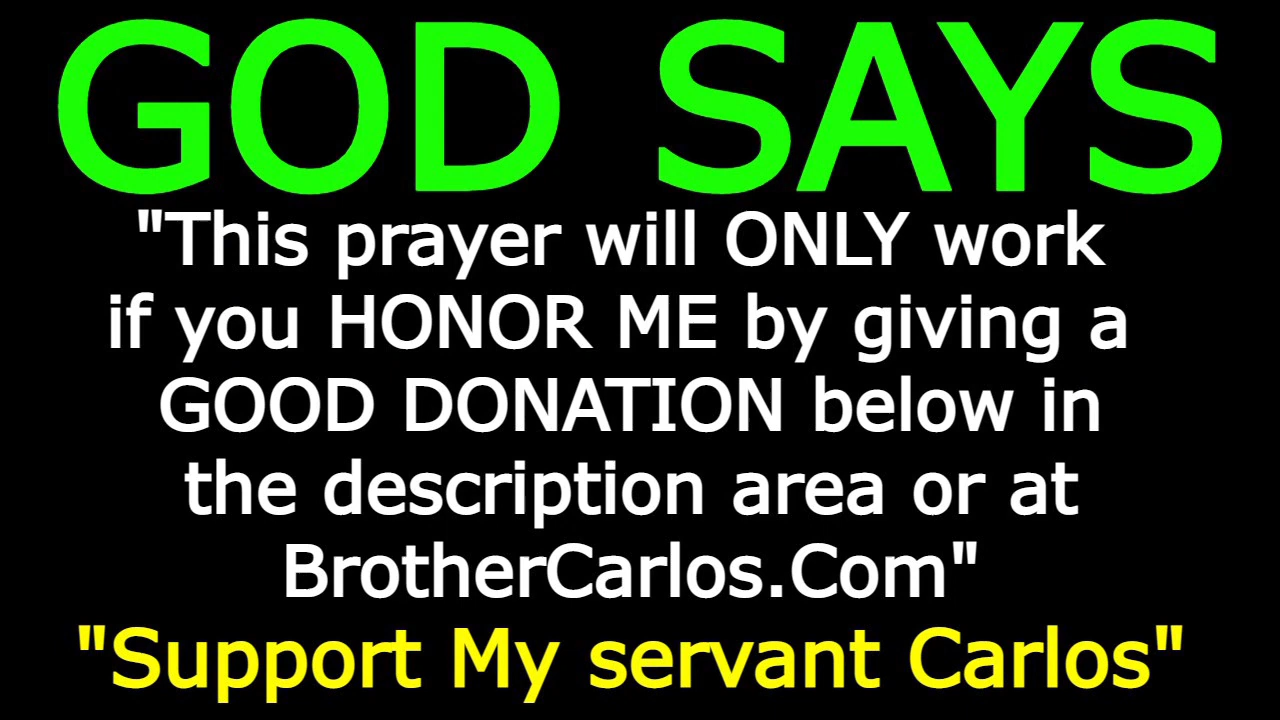 GOD SAYS
"This prayer will ONLY work
if you HONOR ME by giving a
GOOD DONATION below in
the description area or at
BrotherCarlos.Com"
"Support My servant Carlos"